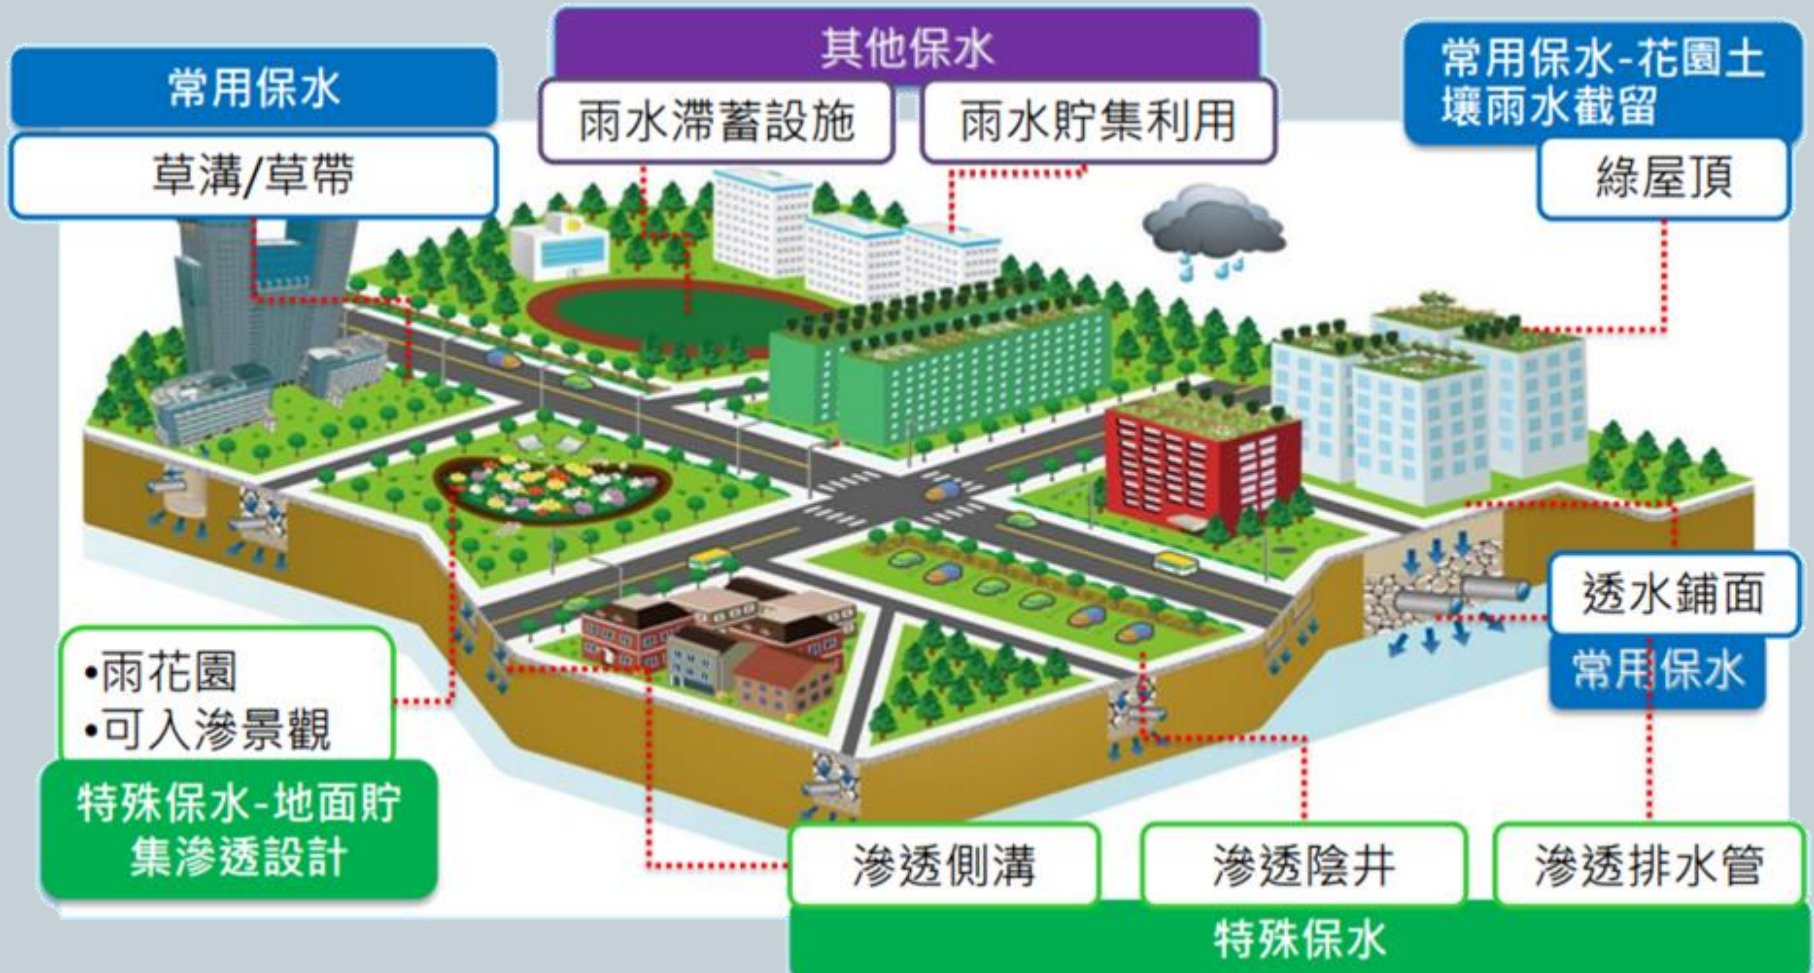 其他保水
雨水滯蓄設施
雨水貯集利用
常用保水
草溝/草帶
常用保水-花園土
壤雨水截留
綠屋頂
透水鋪面
常用保水
•雨花園
•可入滲景觀
特殊保水-地面貯
集滲透設計
滲透側溝
滲透陰井
滲透排水管
特殊保水